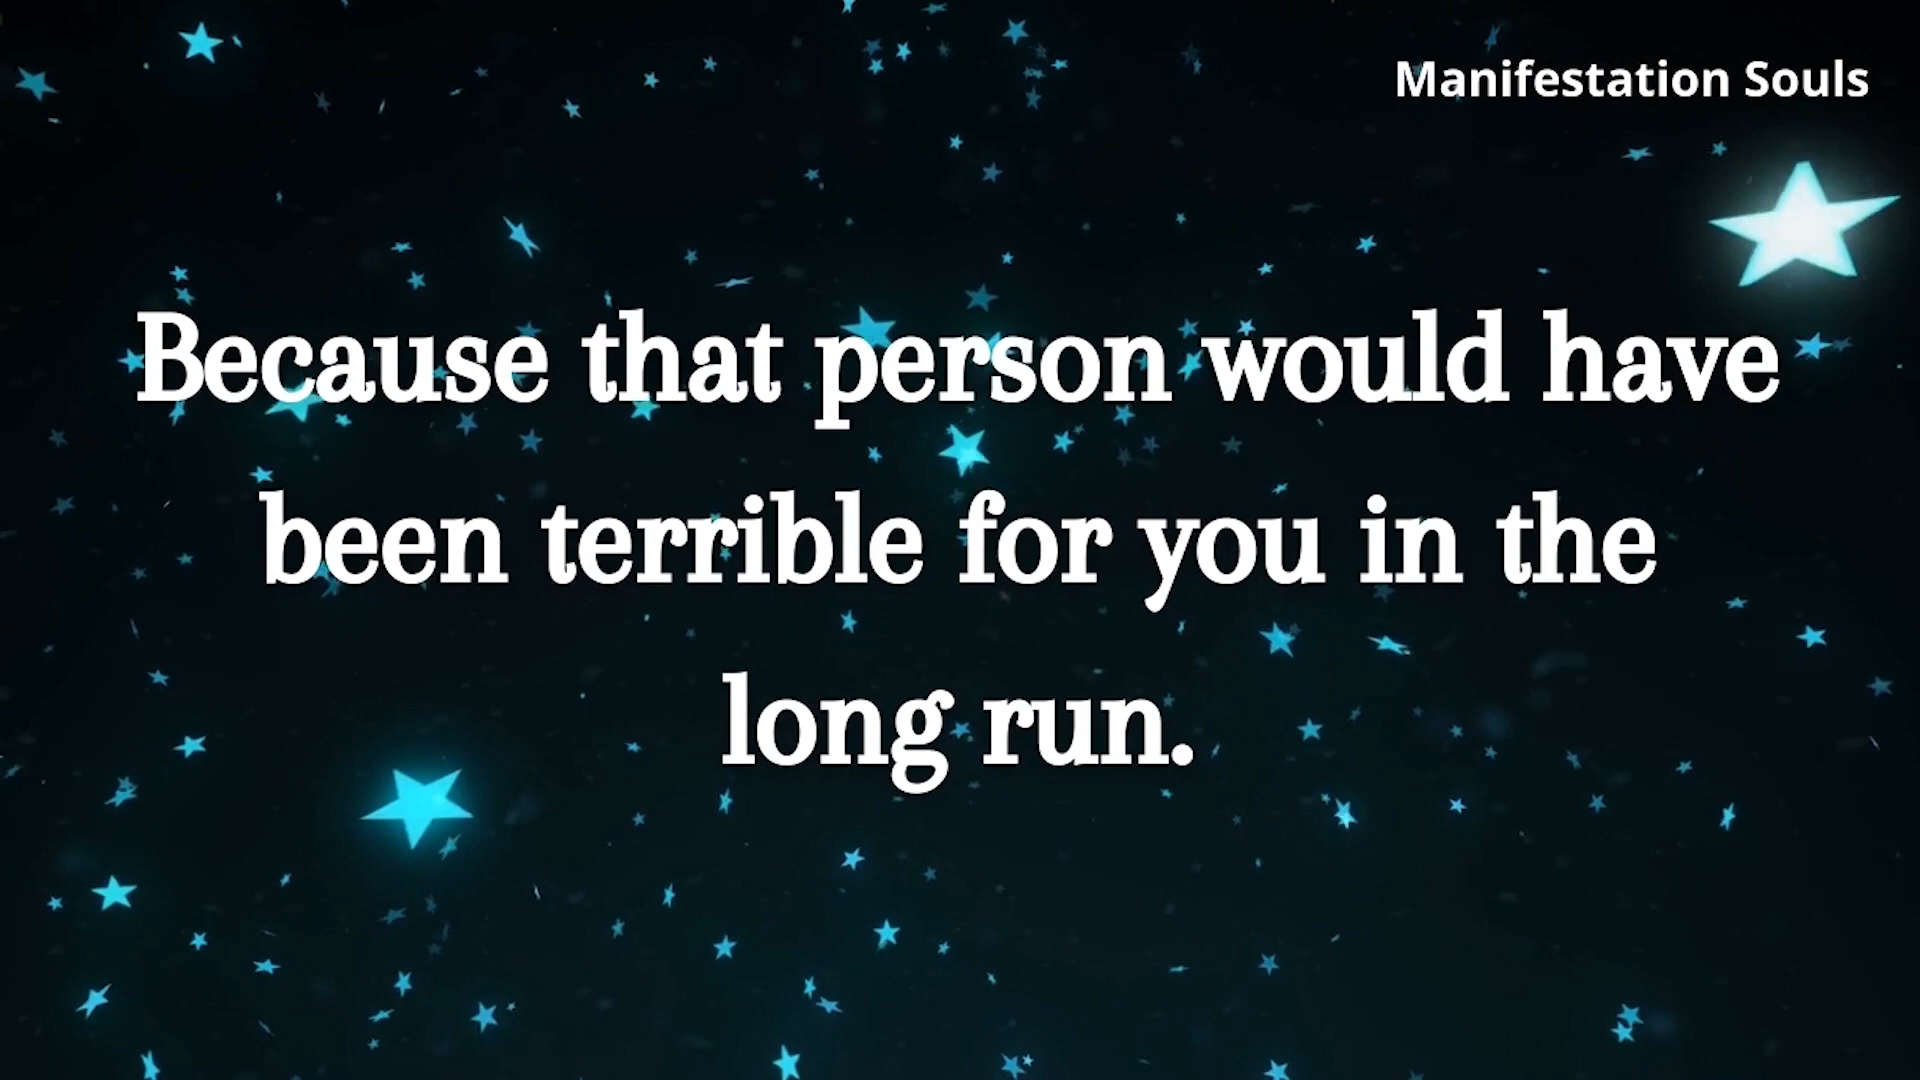 Manifestation Souls
Because that person would have
been terrible for you in the
long run.